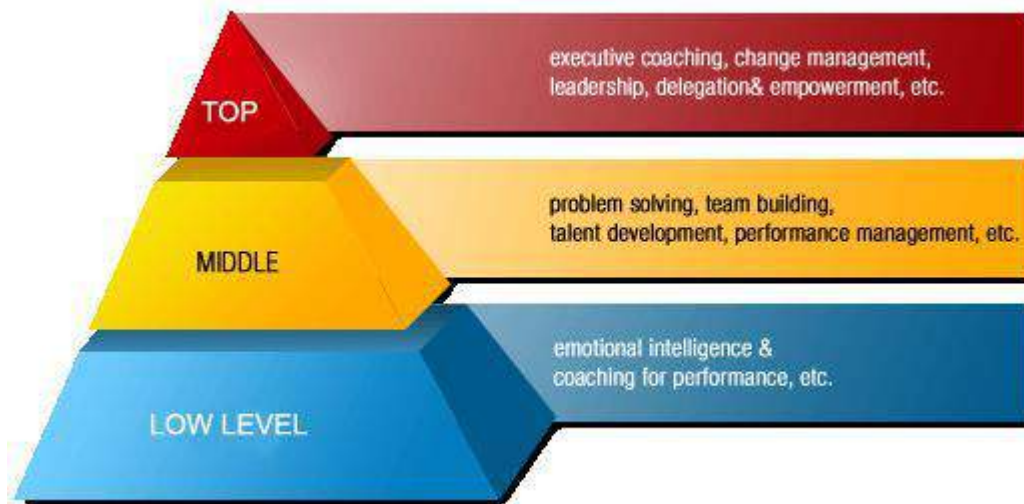 TOP
executive coaching, change management,
leadership, delegation& empowerment, etc.
MIDDLE
problem solving, team building,
talent development, performance management, etc.
LOW LEVEL
emotional intelligence &
coaching for performance, etc.